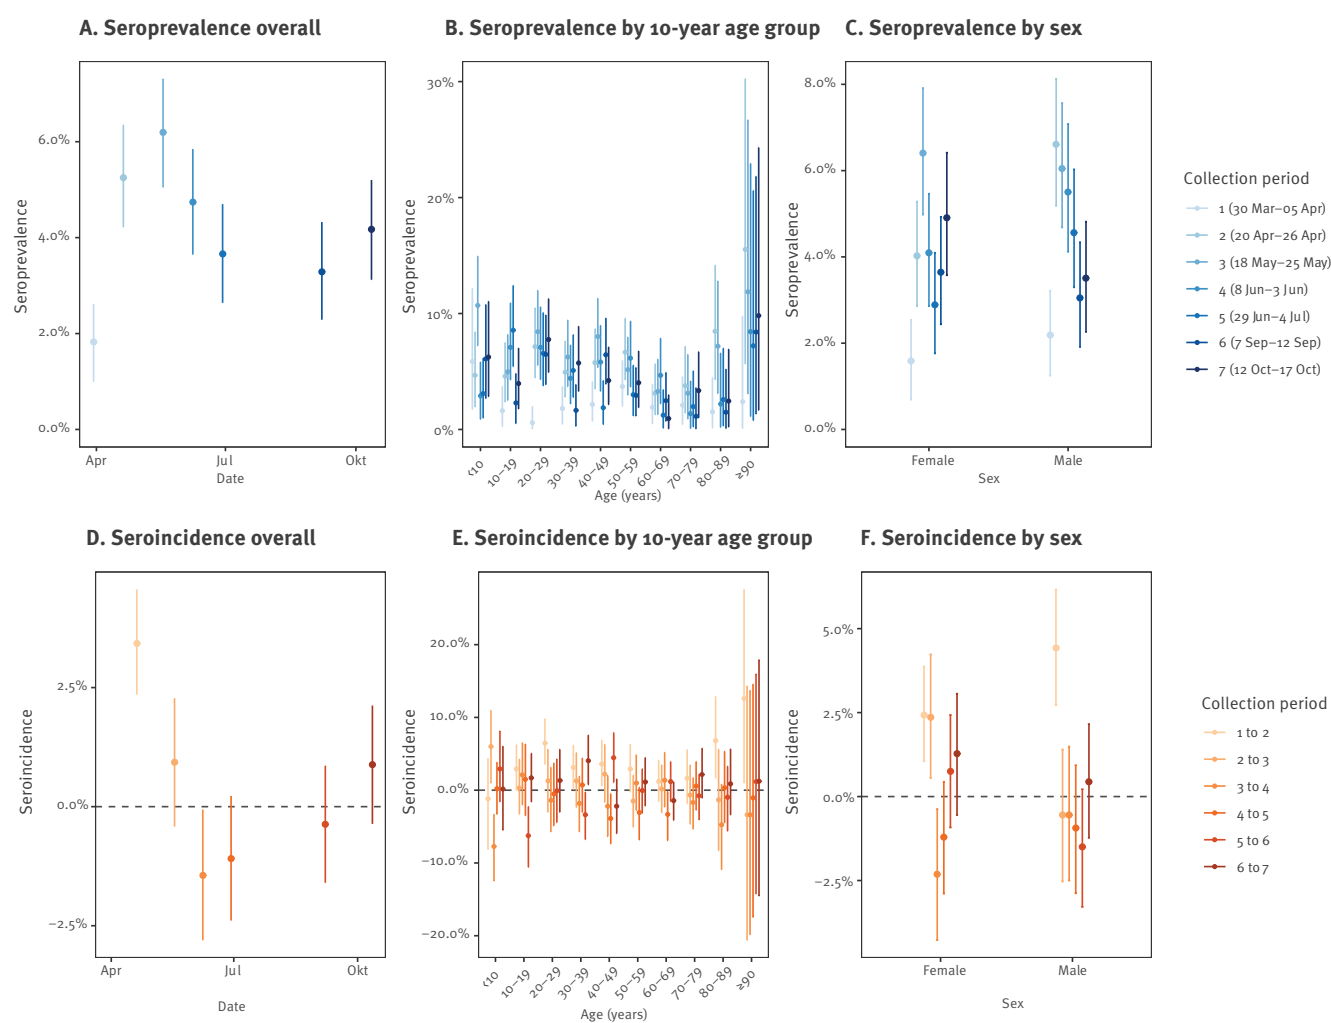 A. Seroprevalence overall
B. Seroprevalence by 10-year age group
C. Seroprevalence by sex
Seroprevalence
6.0%
4.0%
2.0%
0.0%
Apr
Jul
Okt
Date
Seroprevalence
30%
20%
10%
0%
<10
10–19
20–29
30–39
40–49
50–59
60–69
70–79
80–89
≥90
Age (years)
Seroprevalence
8.0%
6.0%
4.0%
2.0%
0.0%
Female
Male
Sex
Collection period
1 (30 Mar–05 Apr)
2 (20 Apr–26 Apr)
3 (18 May–25 May)
4 (8 Jun–3 Jun)
5 (29 Jun–4 Jul)
6 (7 Sep–12 Sep)
7 (12 Oct–17 Oct)
D. Seroincidence overall
E. Seroincidence by 10-year age group
F. Seroincidence by sex
Seroincidence
2.5%
0.0%
−2.5%
Apr
Jul
Okt
Date
Seroincidence
20.0%
10.0%
0.0%
−10.0%
−20.0%
<10
10–19
20–29
30–39
40–49
50–59
60–69
70–79
80–89
≥90
Age (years)
Seroincidence
5.0%
2.5%
0.0%
−2.5%
Female
Male
Sex
Collection period
1 to 2
2 to 3
3 to 4
4 to 5
5 to 6
6 to 7